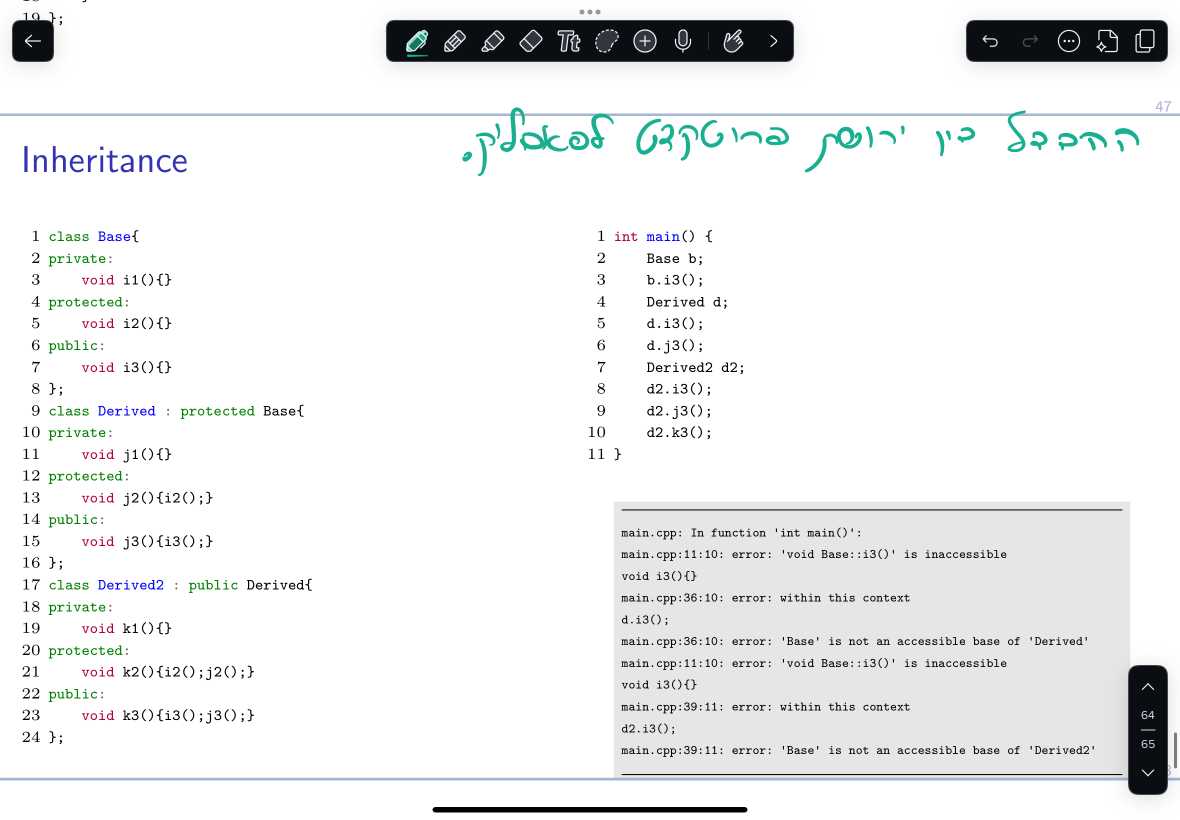 19 };
47
ההבדל בין ירושת פרוטקדט לפאבליק.
Inheritance
1 class Base{
2 private:
3 void i1(){}
4 protected:
5 void i2(){}
6 public:
7 void i3(){}
8 };
9 class Derived : protected Base{
10 private:
11 void j1(){}
12 protected:
13 void j2(){i2();}
14 public:
15 void j3(){i3();}
16 };
17 class Derived2 : public Derived{
18 private:
19 void k1(){}
20 protected:
21 void k2(){i2();j2();}
22 public:
23 void k3(){i3();j3();}
24 };
1 int main() {
2 Base b;
3 b.i3();
4 Derived d;
5 d.i3();
6 d.j3();
7 Derived2 d2;
8 d2.i3();
9 d2.j3();
10 d2.k3();
11 }
main.cpp: In function 'int main()':
main.cpp:11:10: error: 'void Base::i3()' is inaccessible
void i3(){}
main.cpp:36:10: error: within this context
d.i3();
main.cpp:36:10: error: 'Base' is not an accessible base of 'Derived'
main.cpp:11:10: error: 'void Base::i3()' is inaccessible
void i3(){}
main.cpp:39:11: error: within this context
d2.i3();
main.cpp:39:11: error: 'Base' is not an accessible base of 'Derived2'
64
65